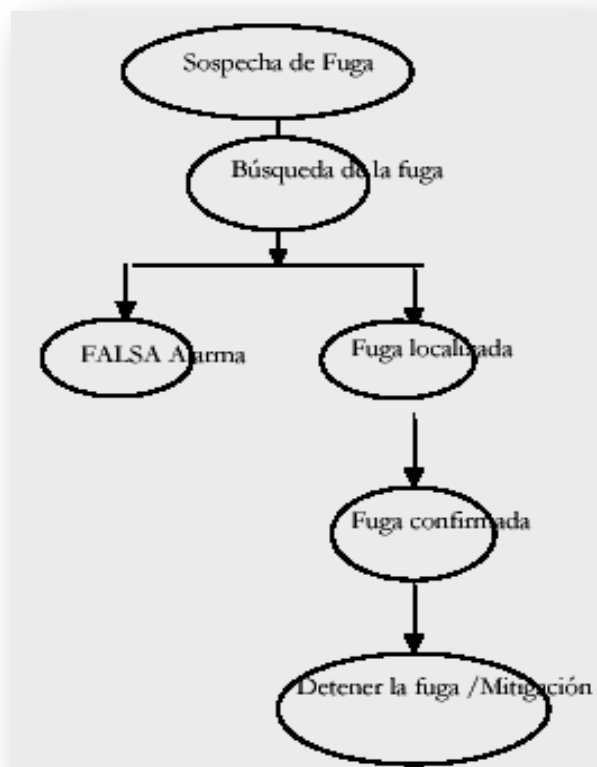 Sospecha de Fuga
Búsqueda de la fuga
FALSA Alarma
Fuga localizada
Fuga confirmada
Detener la fuga /Mitigación